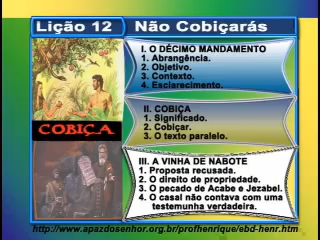 Lição 12 Não Cobiçarás
I. O DÉCIMO MANDAMENTO
1. Abrangência.
2. Objetivo.
3. Contexto.
4. Esclarecimento.
COBIÇA
II. COBIÇA
1. Significado.
2. Cobiçar.
3. O texto paralelo.
III. A VINHA DE NABOTE
1. Proposta recusada.
2. O direito de propriedade.
3. O pecado de Acabe e Jezabel.
4. O casal não contava com uma
testemunha verdadeira.
http://www.apazdosenhor.org.br/profhenrique/ebd-henr.htm